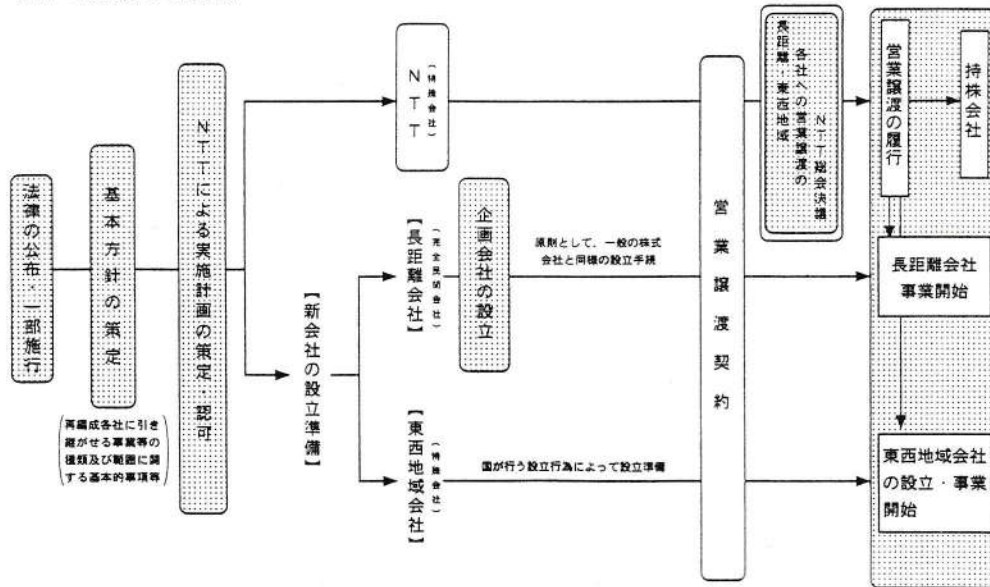 法律の公布・一部施行
基本方針の策定
再編成各社に引き
継がせる事業等の
種類及び範囲に関
する基本的事項等
NTTによる実施計画の策定・認可
NTT
(特殊会社)
【新会社の設立準備】
【長距離会社】
(完全民間会社)
企画会社の設立
原則として、一般の株式
会社と同様の設立手続
【東西地域会社】
(特殊会社)
国が行う設立行為によって設立準備
営業譲渡契約
長距離・東西地域
各社への営業譲渡の
NTT総会決議
営業譲渡の履行
持株会社
長距離会社
事業開始
東西地域会社
の設立・事業
開始